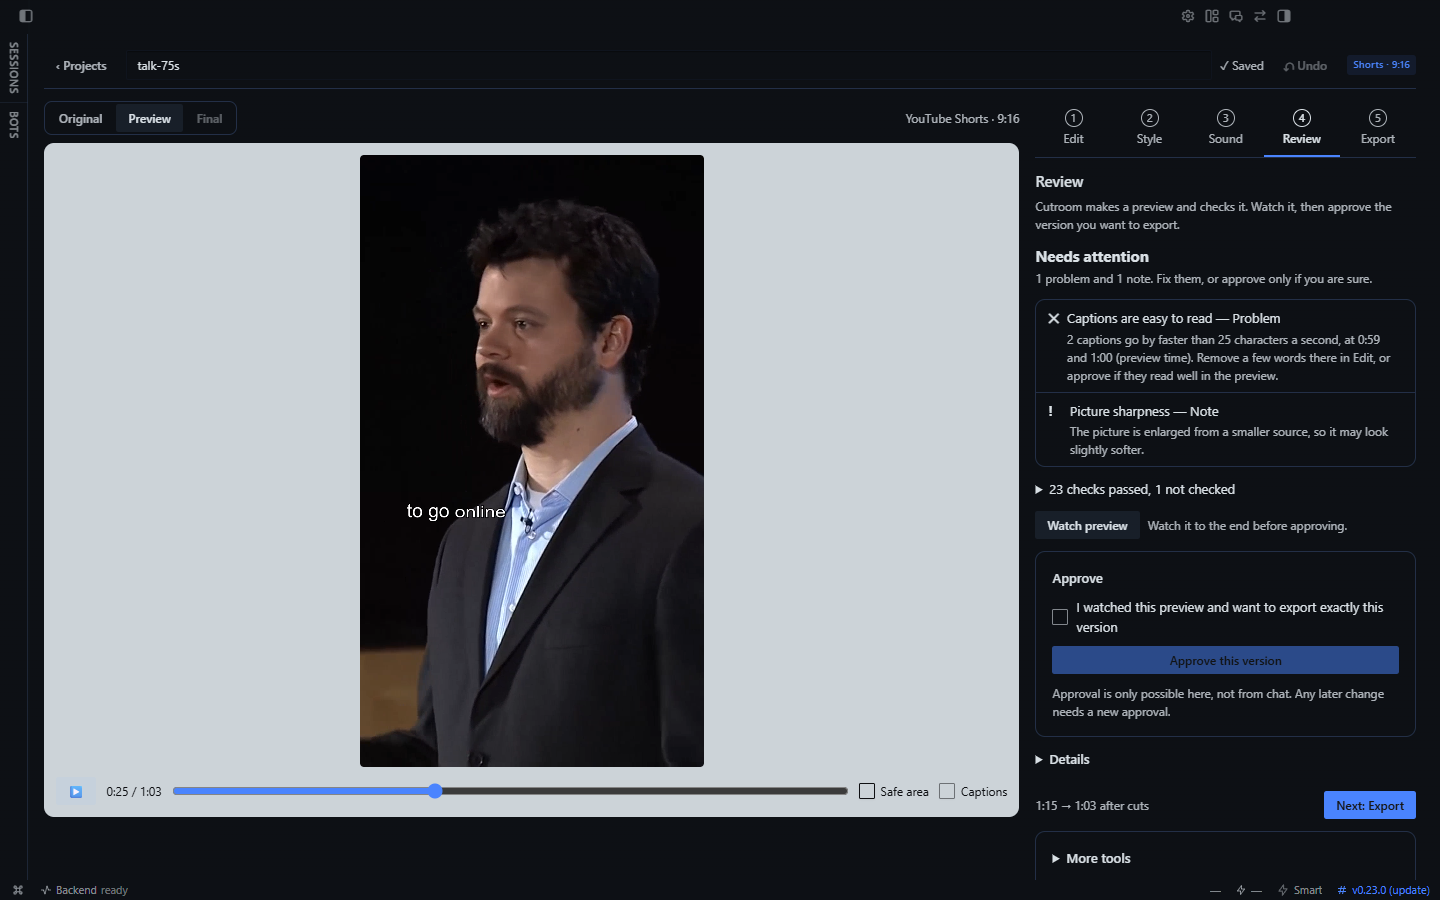 SESSIONS
BOTS
‹ Projects
talk-75s
✓ Saved
Undo
Shorts · 9:16
Original
Preview
Final
YouTube Shorts · 9:16
1
Edit
2
Style
3
Sound
4
Review
5
Export
Review
Cutroom makes a preview and checks it. Watch it, then approve the
version you want to export.
Needs attention
1 problem and 1 note. Fix them, or approve only if you are sure.
Captions are easy to read — Problem
2 captions go by faster than 25 characters a second, at 0:59
and 1:00 (preview time). Remove a few words there in Edit, or
approve if they read well in the preview.
! Picture sharpness — Note
The picture is enlarged from a smaller source, so it may look
slightly softer.
23 checks passed, 1 not checked
Watch preview
Watch it to the end before approving.
Approve
I watched this preview and want to export exactly this
version
Approve this version
Approval is only possible here, not from chat. Any later change
needs a new approval.
Details
1:15 → 1:03 after cuts
Next: Export
More tools
to go online
0:25 / 1:03
Safe area
Captions
Backend ready
—
—
Smart
# v0.23.0 (update)